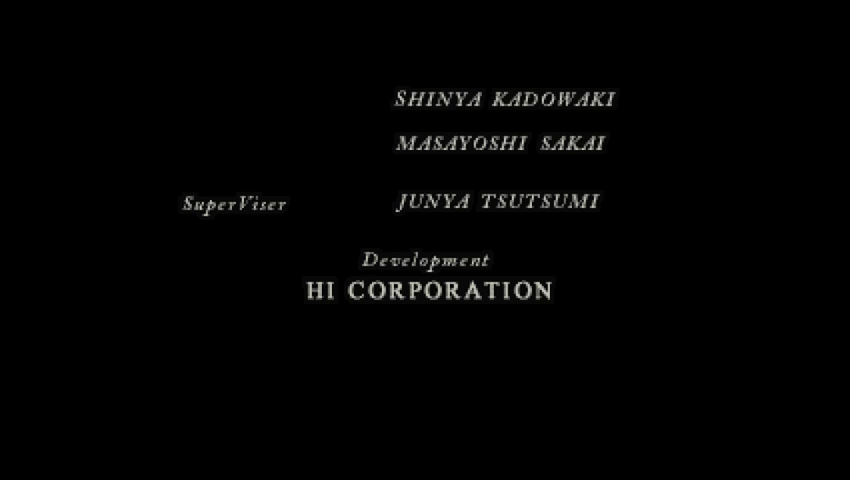 SHINYA KADOWAKI
MASAYOSHI SAKAI
SuperViser JUNYA TSUTSUMI
Development
HI CORPORATION